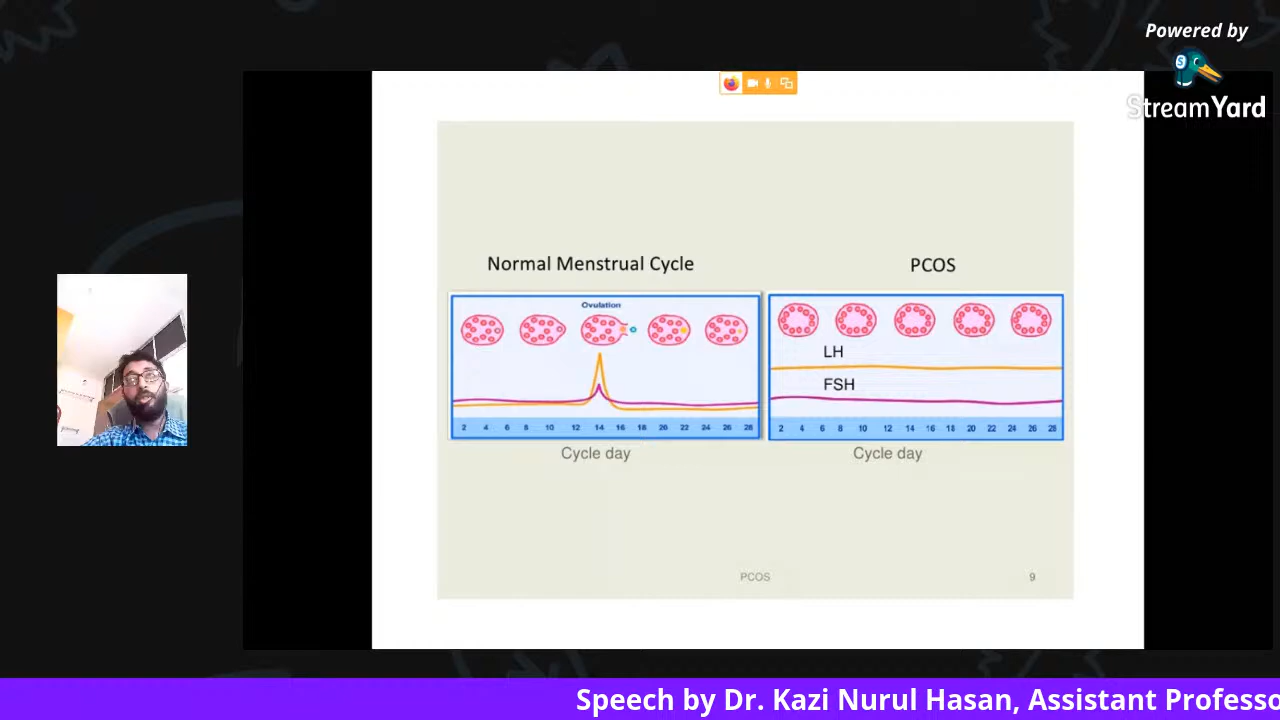 Powered by
StreamYard
Normal Menstrual Cycle
PCOS
Ovulation
2 4 6 8 10 12 14 16 18 20 22 24 26 28
Cycle day
LH
FSH
2 4 6 8 10 12 14 16 18 20 22 24 26 28
Cycle day
PCOS
9
Speech by Dr. Kazi Nurul Hasan, Assistant Professo